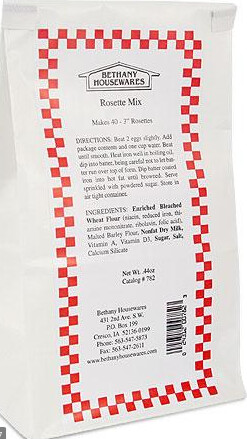 BETHANY
HOUSEWARES
Rosette Mix
Makes 40 - 3" Rosettes
DIRECTIONS: Beat 2 eggs slightly. Add
package contents and one cup water. Beat
until smooth. Heat iron well in boiling oil,
dip into batter, being careful not to let bat-
ter run over top of form. Dip batter coated
iron into hot fat until browned. Serve
sprinkled with powdered sugar. Store in
air tight container.
INGREDIENTS: Enriched Bleached
Wheat Flour (niacin, reduced iron, thi-
amine mononitrate, ribolavin, folic acid),
Malted Barley Flour, Nonfat Dry Milk,
Vitamin A, Vitamin D3, Sugar, Salt,
Calcium Silicate
Net Wt. .44oz
Catalog # 782
Bethany Housewares
431 2nd Ave. S.W.
P.O. Box 199
Cresco, IA 52136-0199
Phone: 563-547-5873
Fax: 563-547-2611
www.bethanyhousewares.com